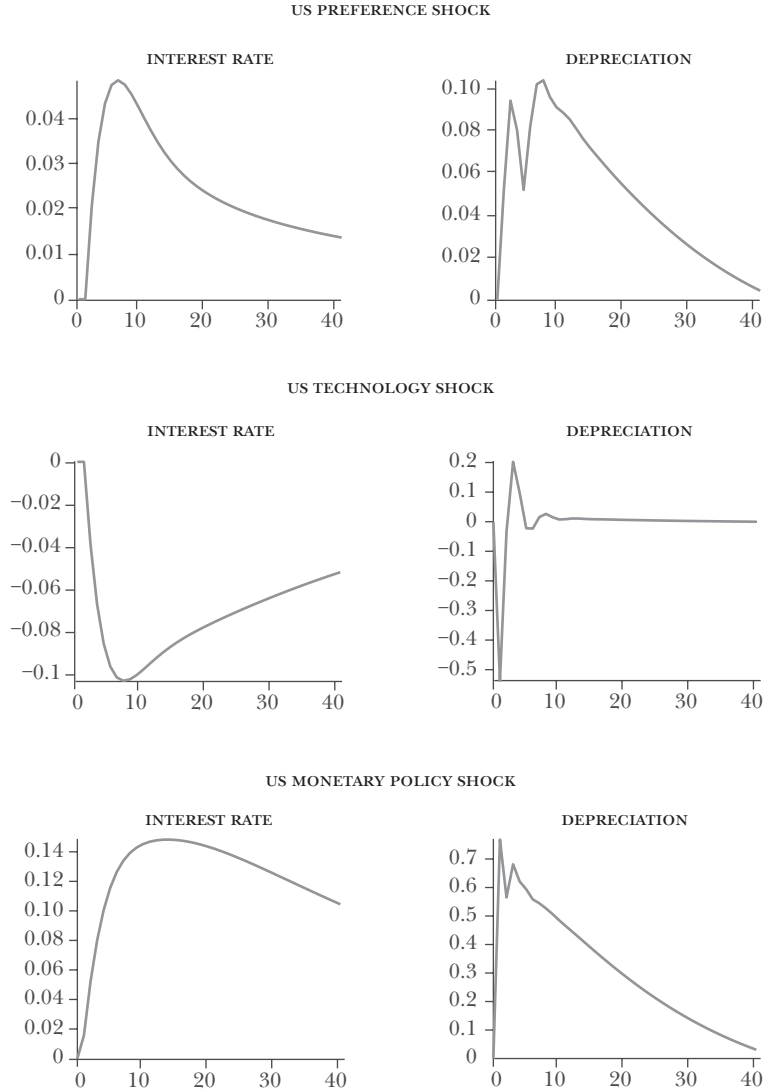 US PREFERENCE SHOCK
INTEREST RATE
0.04
0.03
0.02
0.01
0
0 10 20 30 40
DEPRECIATION
0.10
0.08
0.06
0.04
0.02
0
0 10 20 30 40
US TECHNOLOGY SHOCK
INTEREST RATE
0
−0.02
−0.04
−0.06
−0.08
−0.1
0 10 20 30 40
DEPRECIATION
0.2
0.1
0
−0.1
−0.2
−0.3
−0.4
−0.5
0 10 20 30 40
US MONETARY POLICY SHOCK
INTEREST RATE
0.14
0.12
0.10
0.08
0.06
0.04
0.02
0
0 10 20 30 40
DEPRECIATION
0.7
0.6
0.5
0.4
0.3
0.2
0.1
0
0 10 20 30 40